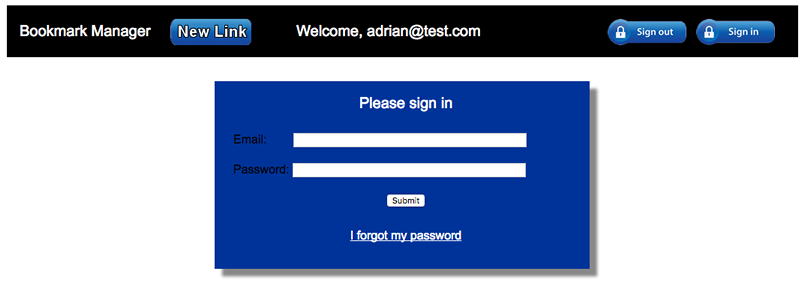 Bookmark Manager New Link Welcome, adrian@test.com Sign out Sign in
Please sign in
Email:
Password:
Submit
I forgot my password